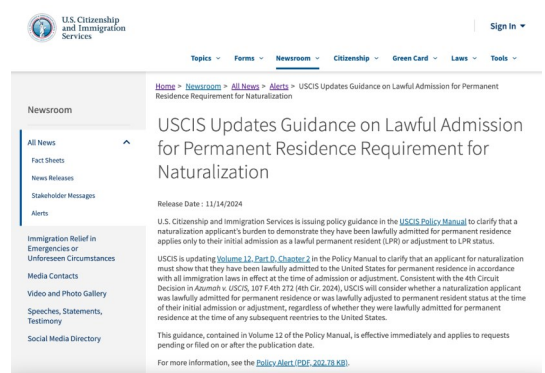 U.S. Citizenship
and Immigration
Services
Sign In
Topics Forms Newsroom Citizenship Green Card Laws Tools
Home > Newsroom > All News > Alerts > USCIS Updates Guidance on Lawful Admission for Permanent
Residence Requirement for Naturalization
Newsroom
All News
Fact Sheets
News Releases
Stakeholder Messages
Alerts
Immigration Relief in
Emergencies or
Unforeseen Circumstances
Media Contacts
Video and Photo Gallery
Speeches, Statements,
Testimony
Social Media Directory
USCIS Updates Guidance on Lawful Admission
for Permanent Residence Requirement for
Naturalization
Release Date : 11/14/2024
U.S. Citizenship and Immigration Services is issuing policy guidance in the USCIS Policy Manual to clarify that a
naturalization applicant's burden to demonstrate they have been lawfully admitted for permanent residence
applies only to their initial admission as a lawful permanent resident (LPR) or adjustment to LPR status.
USCIS is updating Volume 12, Part D, Chapter 2 in the Policy Manual to clarify that an applicant for naturalization
must show that they have been lawfully admitted to the United States for permanent residence in accordance
with all immigration laws in effect at the time of admission or adjustment. Consistent with the 4th Circuit
Decision in Azumah v. USCIS, 107 F.4th 272 (4th Cir. 2024), USCIS will consider whether a naturalization applicant
was lawfully admitted for permanent residence or was lawfully adjusted to permanent resident status at the time
of their initial admission or adjustment, regardless of whether they were lawfully admitted for permanent
residence at the time of any subsequent reentries to the United States.
This guidance, contained in Volume 12 of the Policy Manual, is effective immediately and applies to requests
pending or filed on or after the publication date.
For more information, see the Policy Alert (PDF, 202.78 KB).